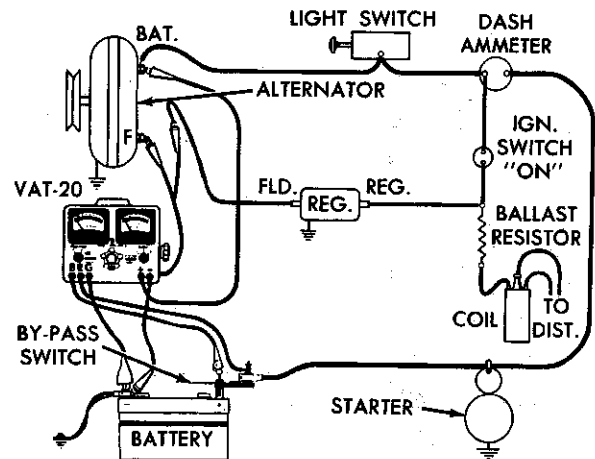 LIGHT SWITCH
DASH
AMMETER
BAT.
ALTERNATOR
F
IGN.
SWITCH
"ON"
VAT-20
FLD.
REG.
REG.
BALLAST
RESISTOR
COIL
TO
DIST.
BY-PASS
SWITCH
STARTER
BATTERY